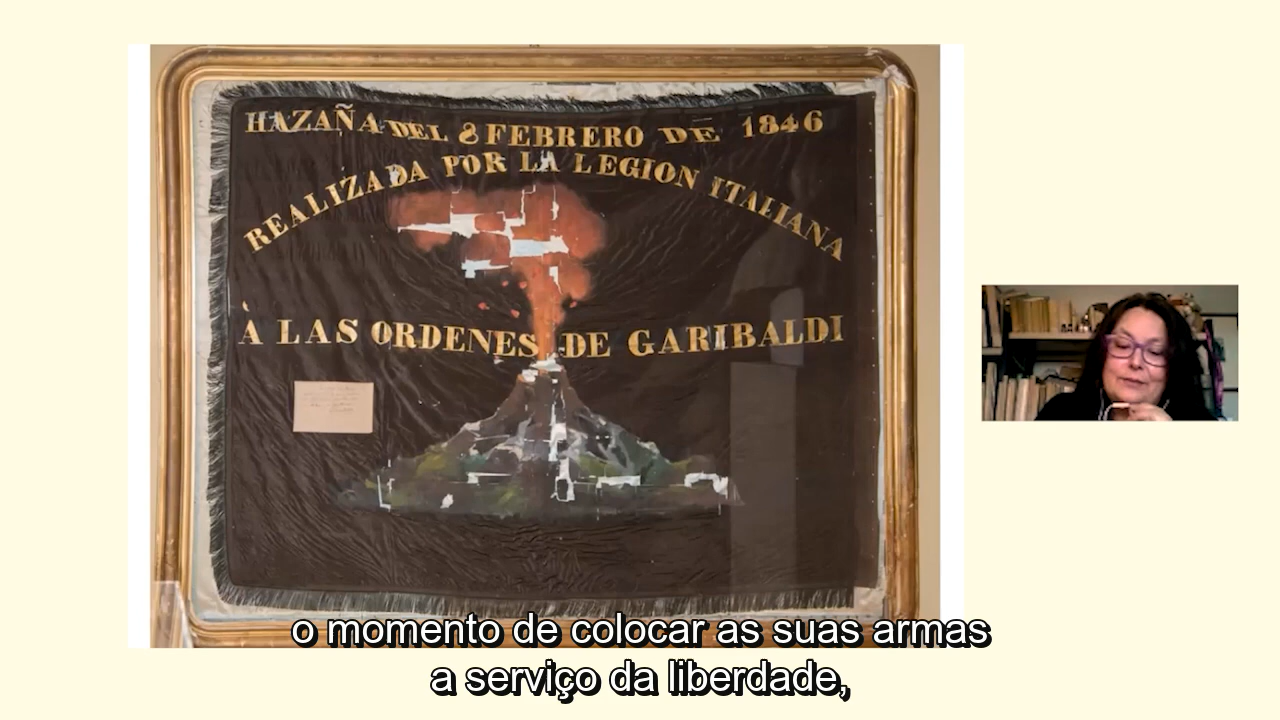 HAZAÑA DEL 8 FEBRERO DE 1846
REALIZADA POR LA LEGION ITALIANA
À LAS ORDENES DE GARIBALDI
o momento de colocar as suas armas
a serviço da liberdade,